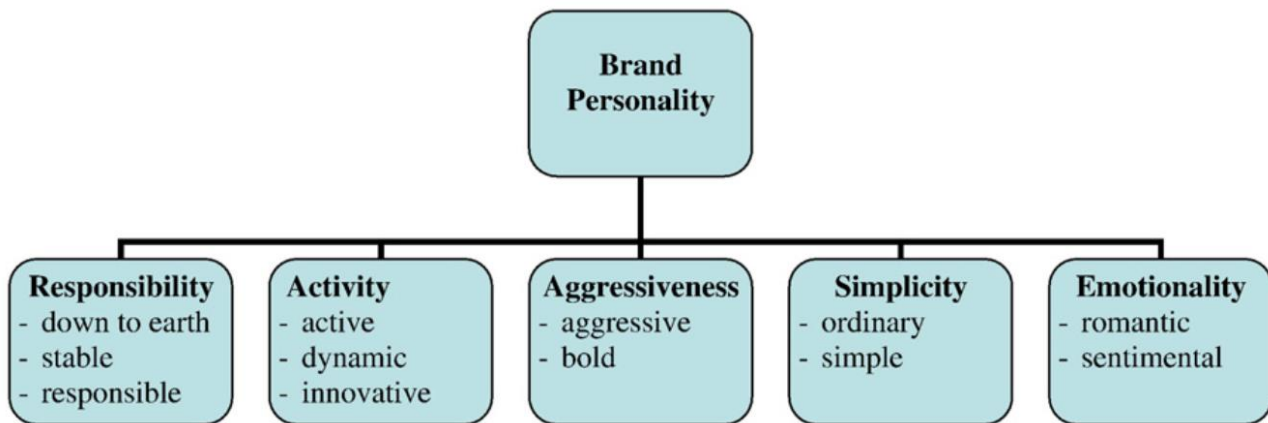 Brand
Personality
Responsibility
- down to earth
- stable
- responsible
Activity
- active
- dynamic
- innovative
Aggressiveness
- aggressive
- bold
Simplicity
- ordinary
- simple
Emotionality
- romantic
- sentimental